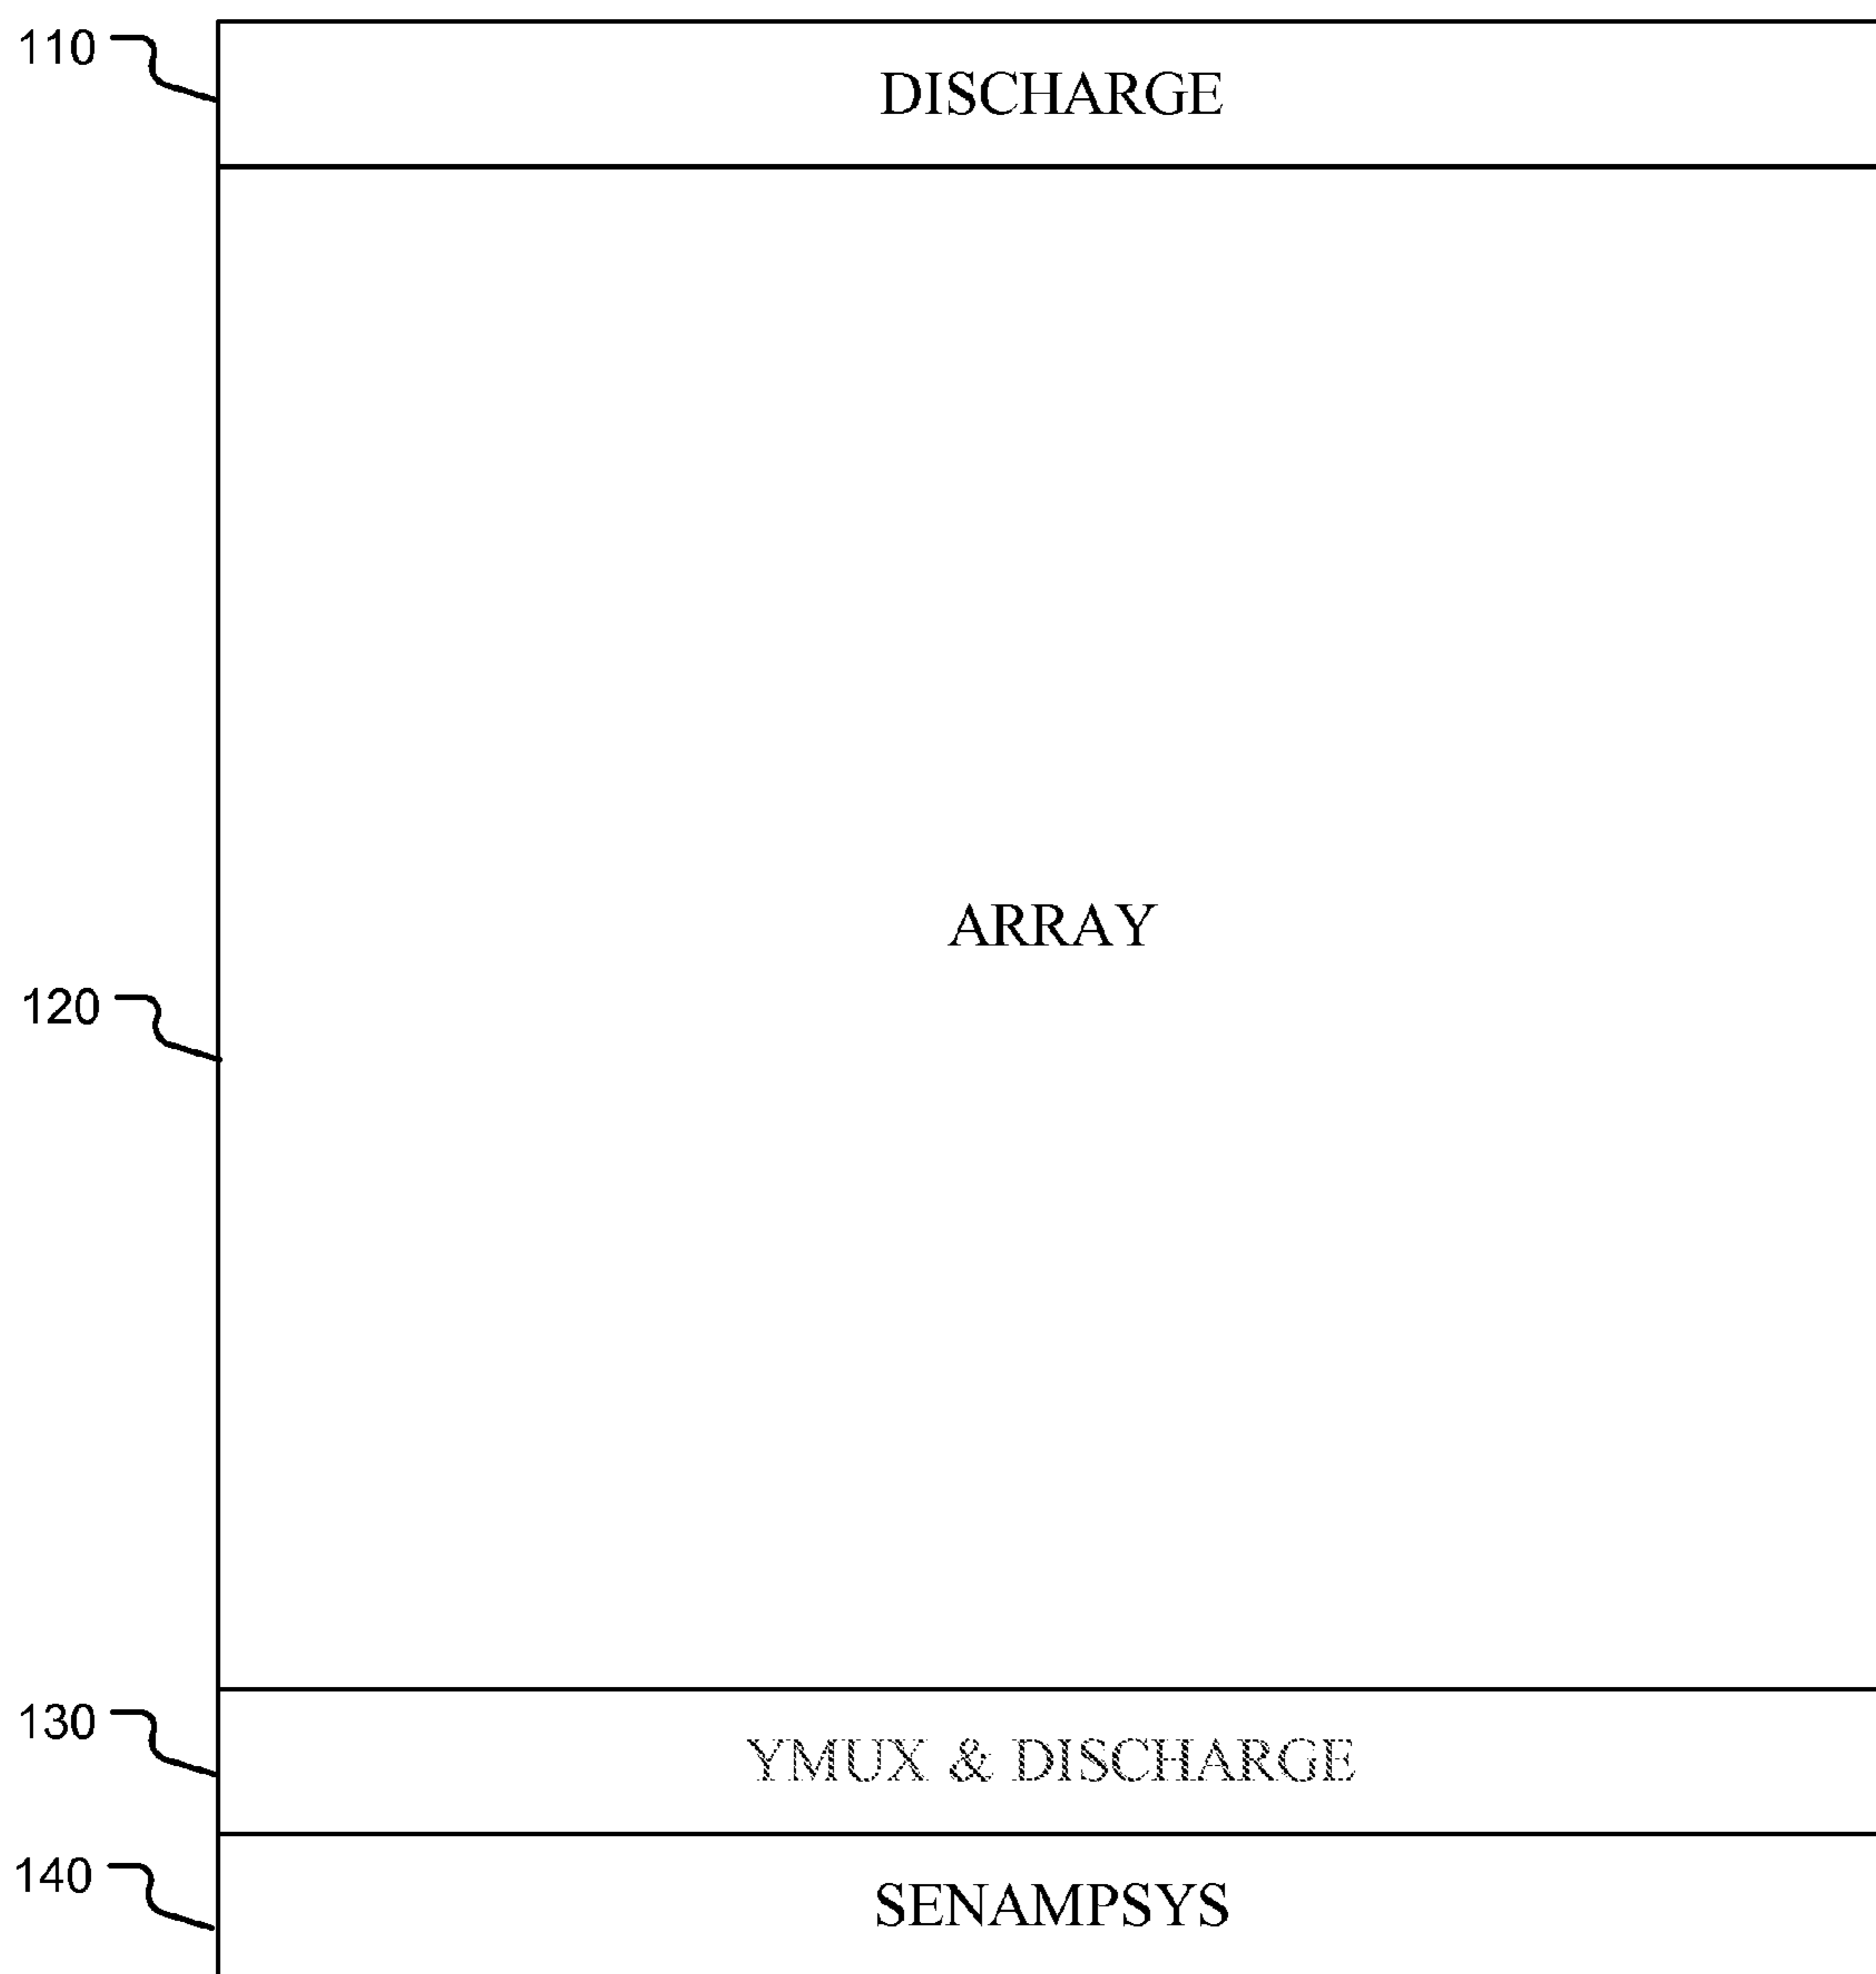 110
DISCHARGE
ARRAY
120
130
YMUX & DISCHARGE
140
SENAMPSYS